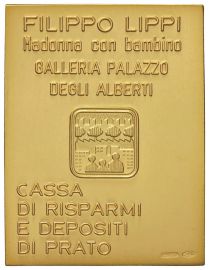 FILIPPO LIPPI
Madonna con bambino
GALLERIA PALAZZO
DEGLI ALBERTI
CASSA
DI RISPARMI
E DEPOSITI
DI PRATO